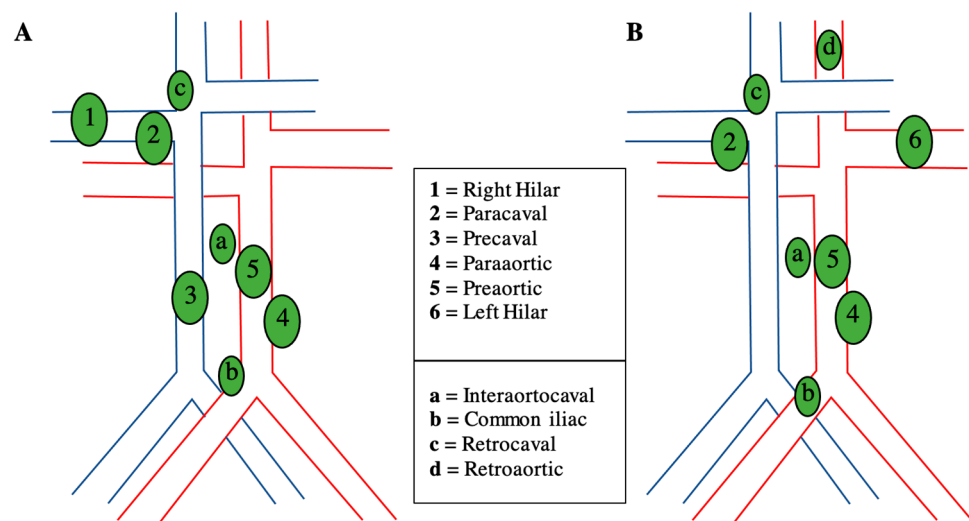 A
c
1
2
a
5
3
4
b
1 = Right Hilar
2 = Paracaval
3 = Precaval
4 = Paraaortic
5 = Preaortic
6 = Left Hilar
a = Interaortocaval
b = Common iliac
c = Retrocaval
d = Retroaortic
B
d
c
2
6
a
5
4
b